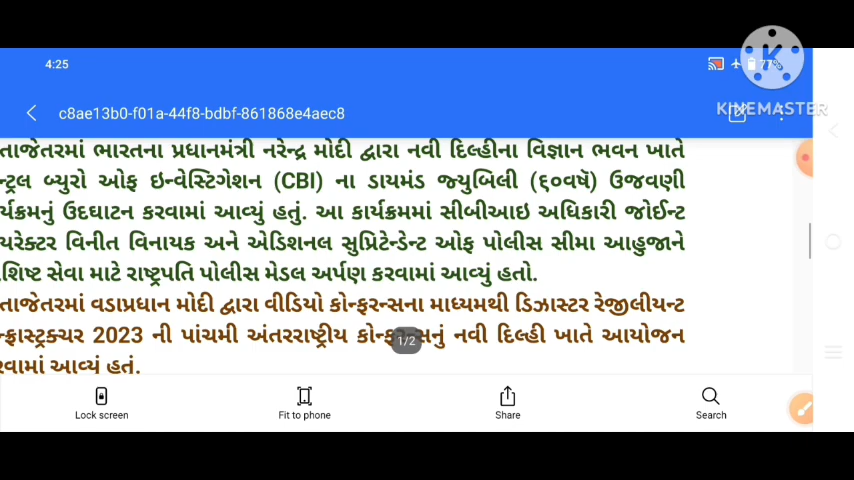 4:25
77%
KINEMASTER
c8ae13b0-f01a-44f8-bdbf-861868e4aec8
તાજેતરમાં ભારતના પ્રધાનમંત્રી નરેન્દ્ર મોદી દ્વારા નવી દિલ્હીના વિજ્ઞાન ભવન ખાતે
ન્ટ્રલ બ્યુરો ઓફ ઇન્વેસ્ટિગેશન (CBI) ના ડાયમંડ જ્યુબિલી (૬૦વર્ષ) ઉજવણી
ર્યક્રમનું ઉદઘાટન કરવામાં આવ્યું હતું. આ કાર્યક્રમમાં સીબીઆઇ અધિકારી જોઈન્ટ
યરેક્ટર વિનીત વિનાયક અને એડિશનલ સુપ્રિટેન્ડેન્ટ ઓફ પોલીસ સીમા આહુજાને
શિષ્ટ સેવા માટે રાષ્ટ્રપતિ પોલીસ મેડલ અર્પણ કરવામાં આવ્યું હતો.
તાજેતરમાં વડાપ્રધાન મોદી દ્વારા વીડિયો કોન્ફરન્સના માધ્યમથી ડિઝાસ્ટર રેજીલીયન્ટ
ન્ફ્રાસ્ટ્રક્ચર 2023 ની પાંચમી અંતરરાષ્ટ્રીય કોન્ફરન્સનું નવી દિલ્હી ખાતે આયોજન
રવામાં આવ્યું હતું.
1/2
Lock screen
Fit to phone
Share
Search